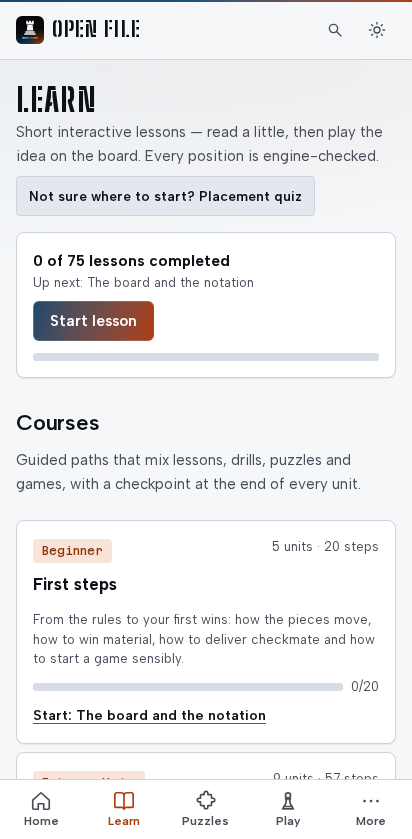 OPEN FILE
LEARN
Short interactive lessons — read a little, then play the
idea on the board. Every position is engine-checked.
Not sure where to start? Placement quiz
0 of 75 lessons completed
Up next: The board and the notation
Start lesson
Courses
Guided paths that mix lessons, drills, puzzles and
games, with a checkpoint at the end of every unit.
Beginner
5 units · 20 steps
First steps
From the rules to your first wins: how the pieces move,
how to win material, how to deliver checkmate and how
to start a game sensibly.
0/20
Start: The board and the notation
Home
Learn
Puzzles
Play
More